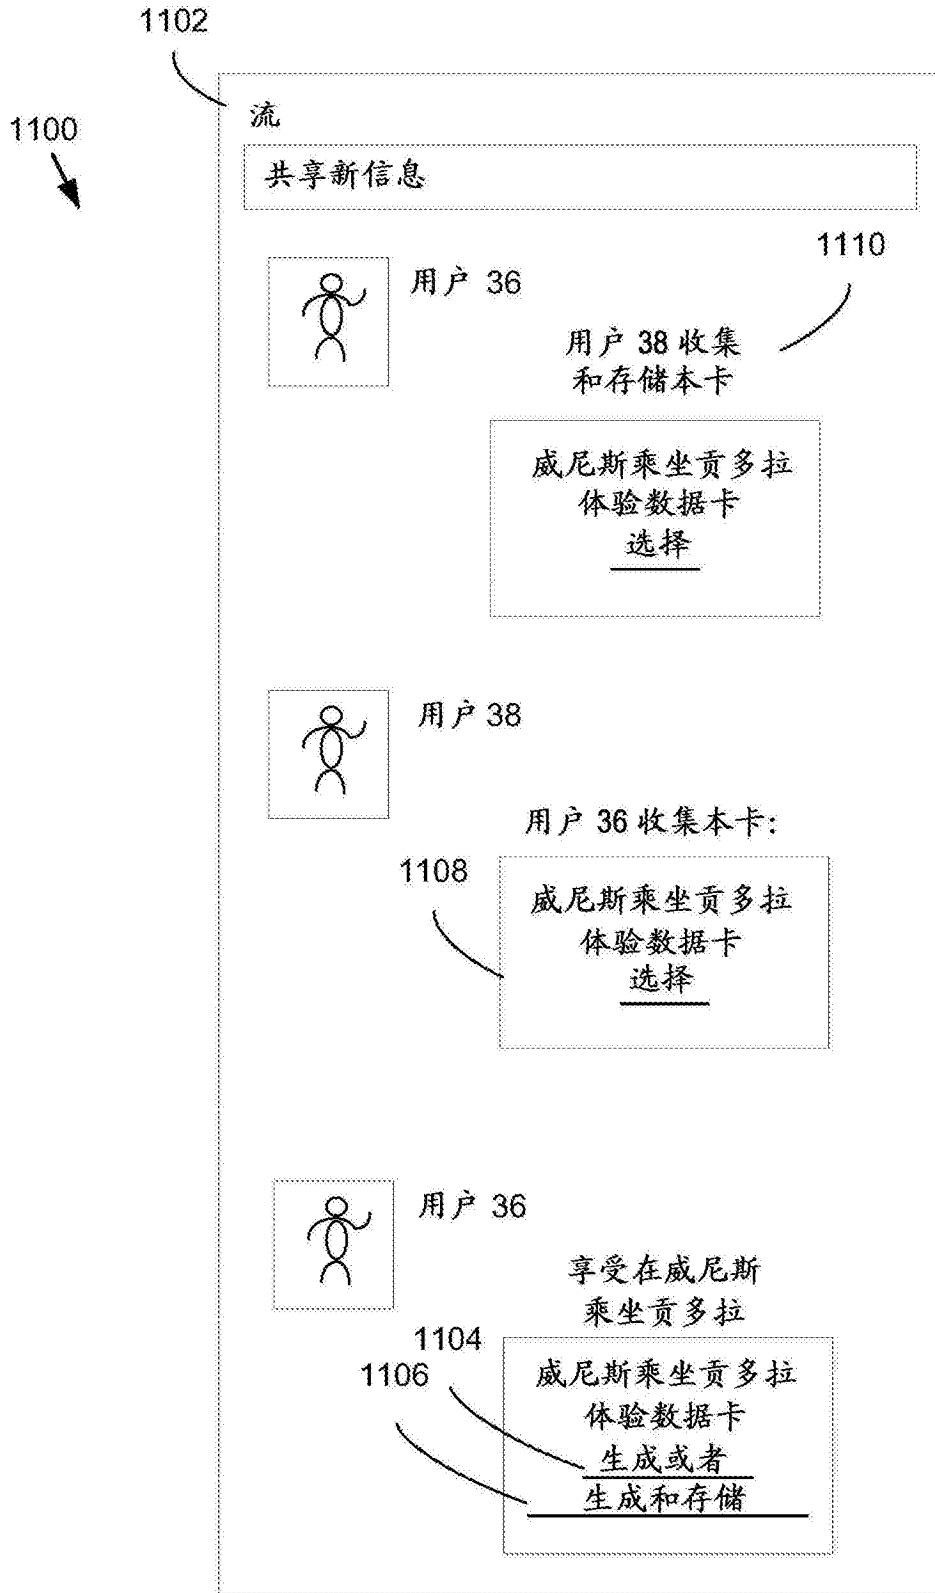 1102
1100
流
共享新信息
1110
用户 36
用户 38 收集
和存储本卡
威尼斯乘坐贡多拉
体验数据卡
选择
用户 38
用户 36 收集本卡:
1108
威尼斯乘坐贡多拉
体验数据卡
选择
用户 36
享受在威尼斯
乘坐贡多拉
1104
1106
威尼斯乘坐贡多拉
体验数据卡
生成或者
生成和存储